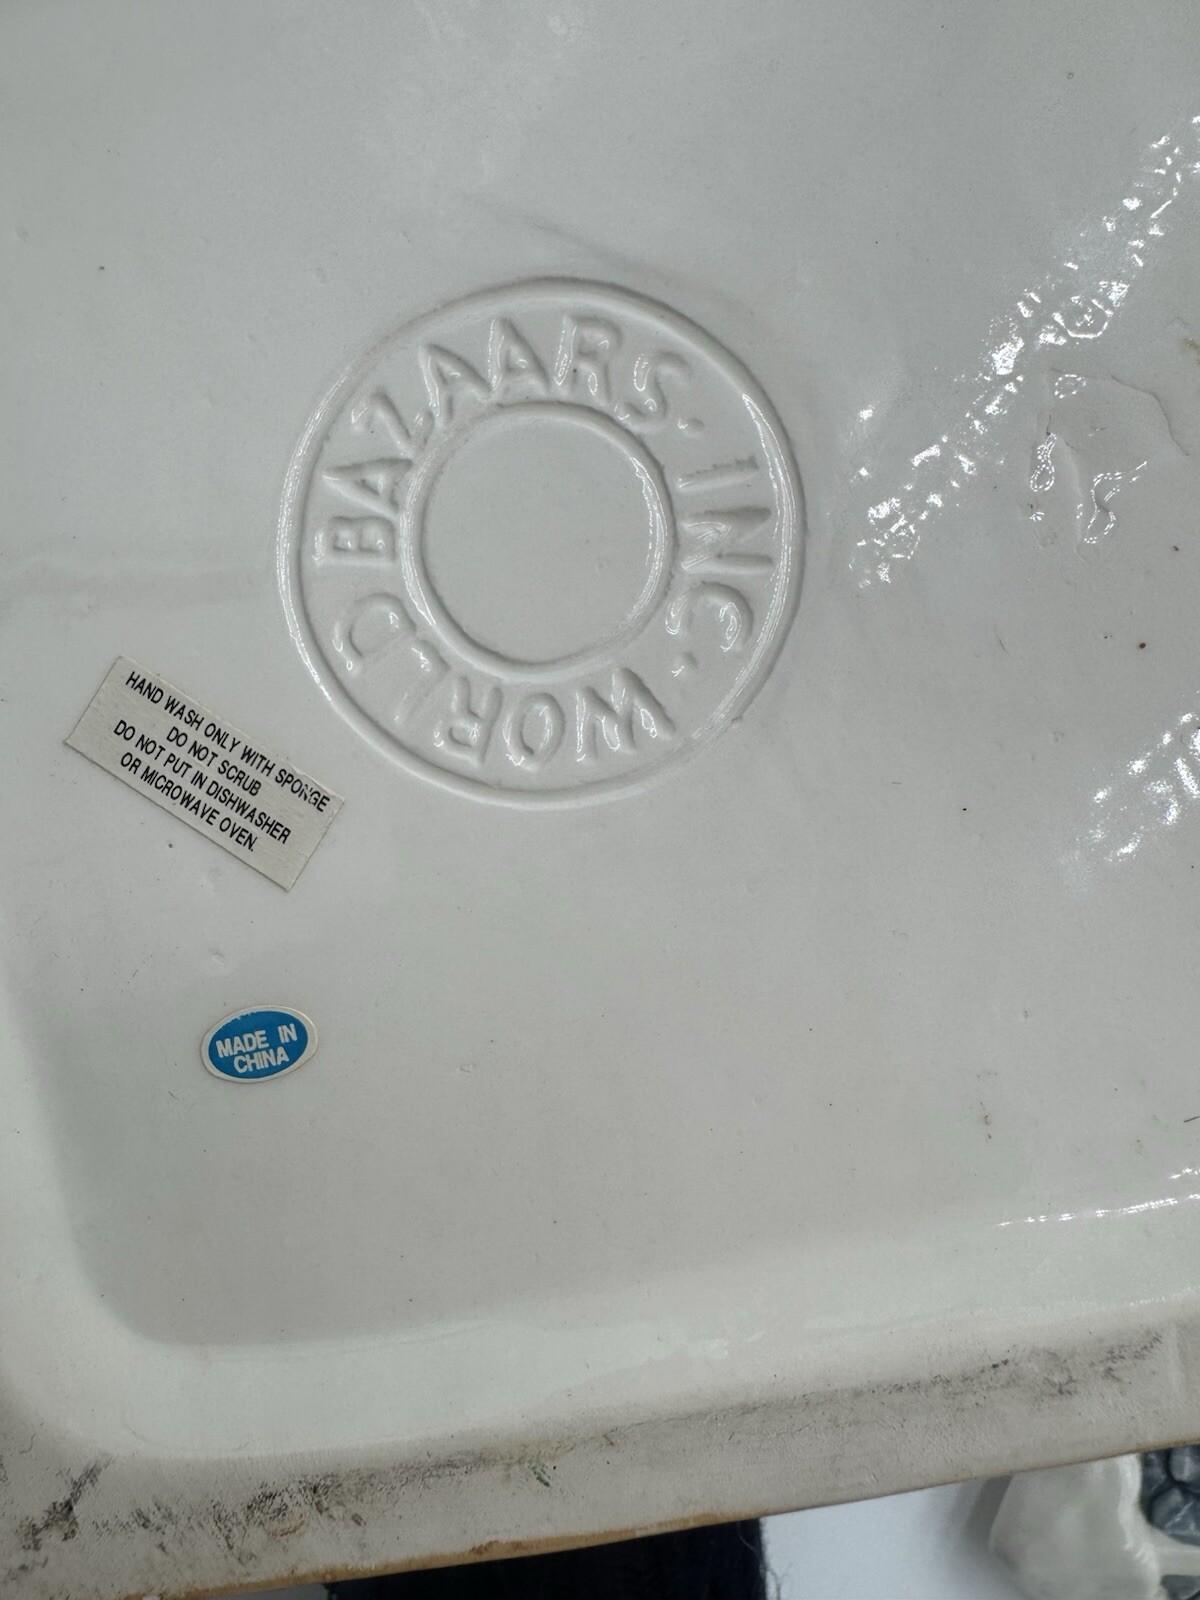 WORLD BAZAARS. INC.
HAND WASH ONLY WITH SPONGE
DO NOT SCRUB
DO NOT PUT IN DISHWASHER
OR MICROWAVE OVEN.
MADE IN
CHINA